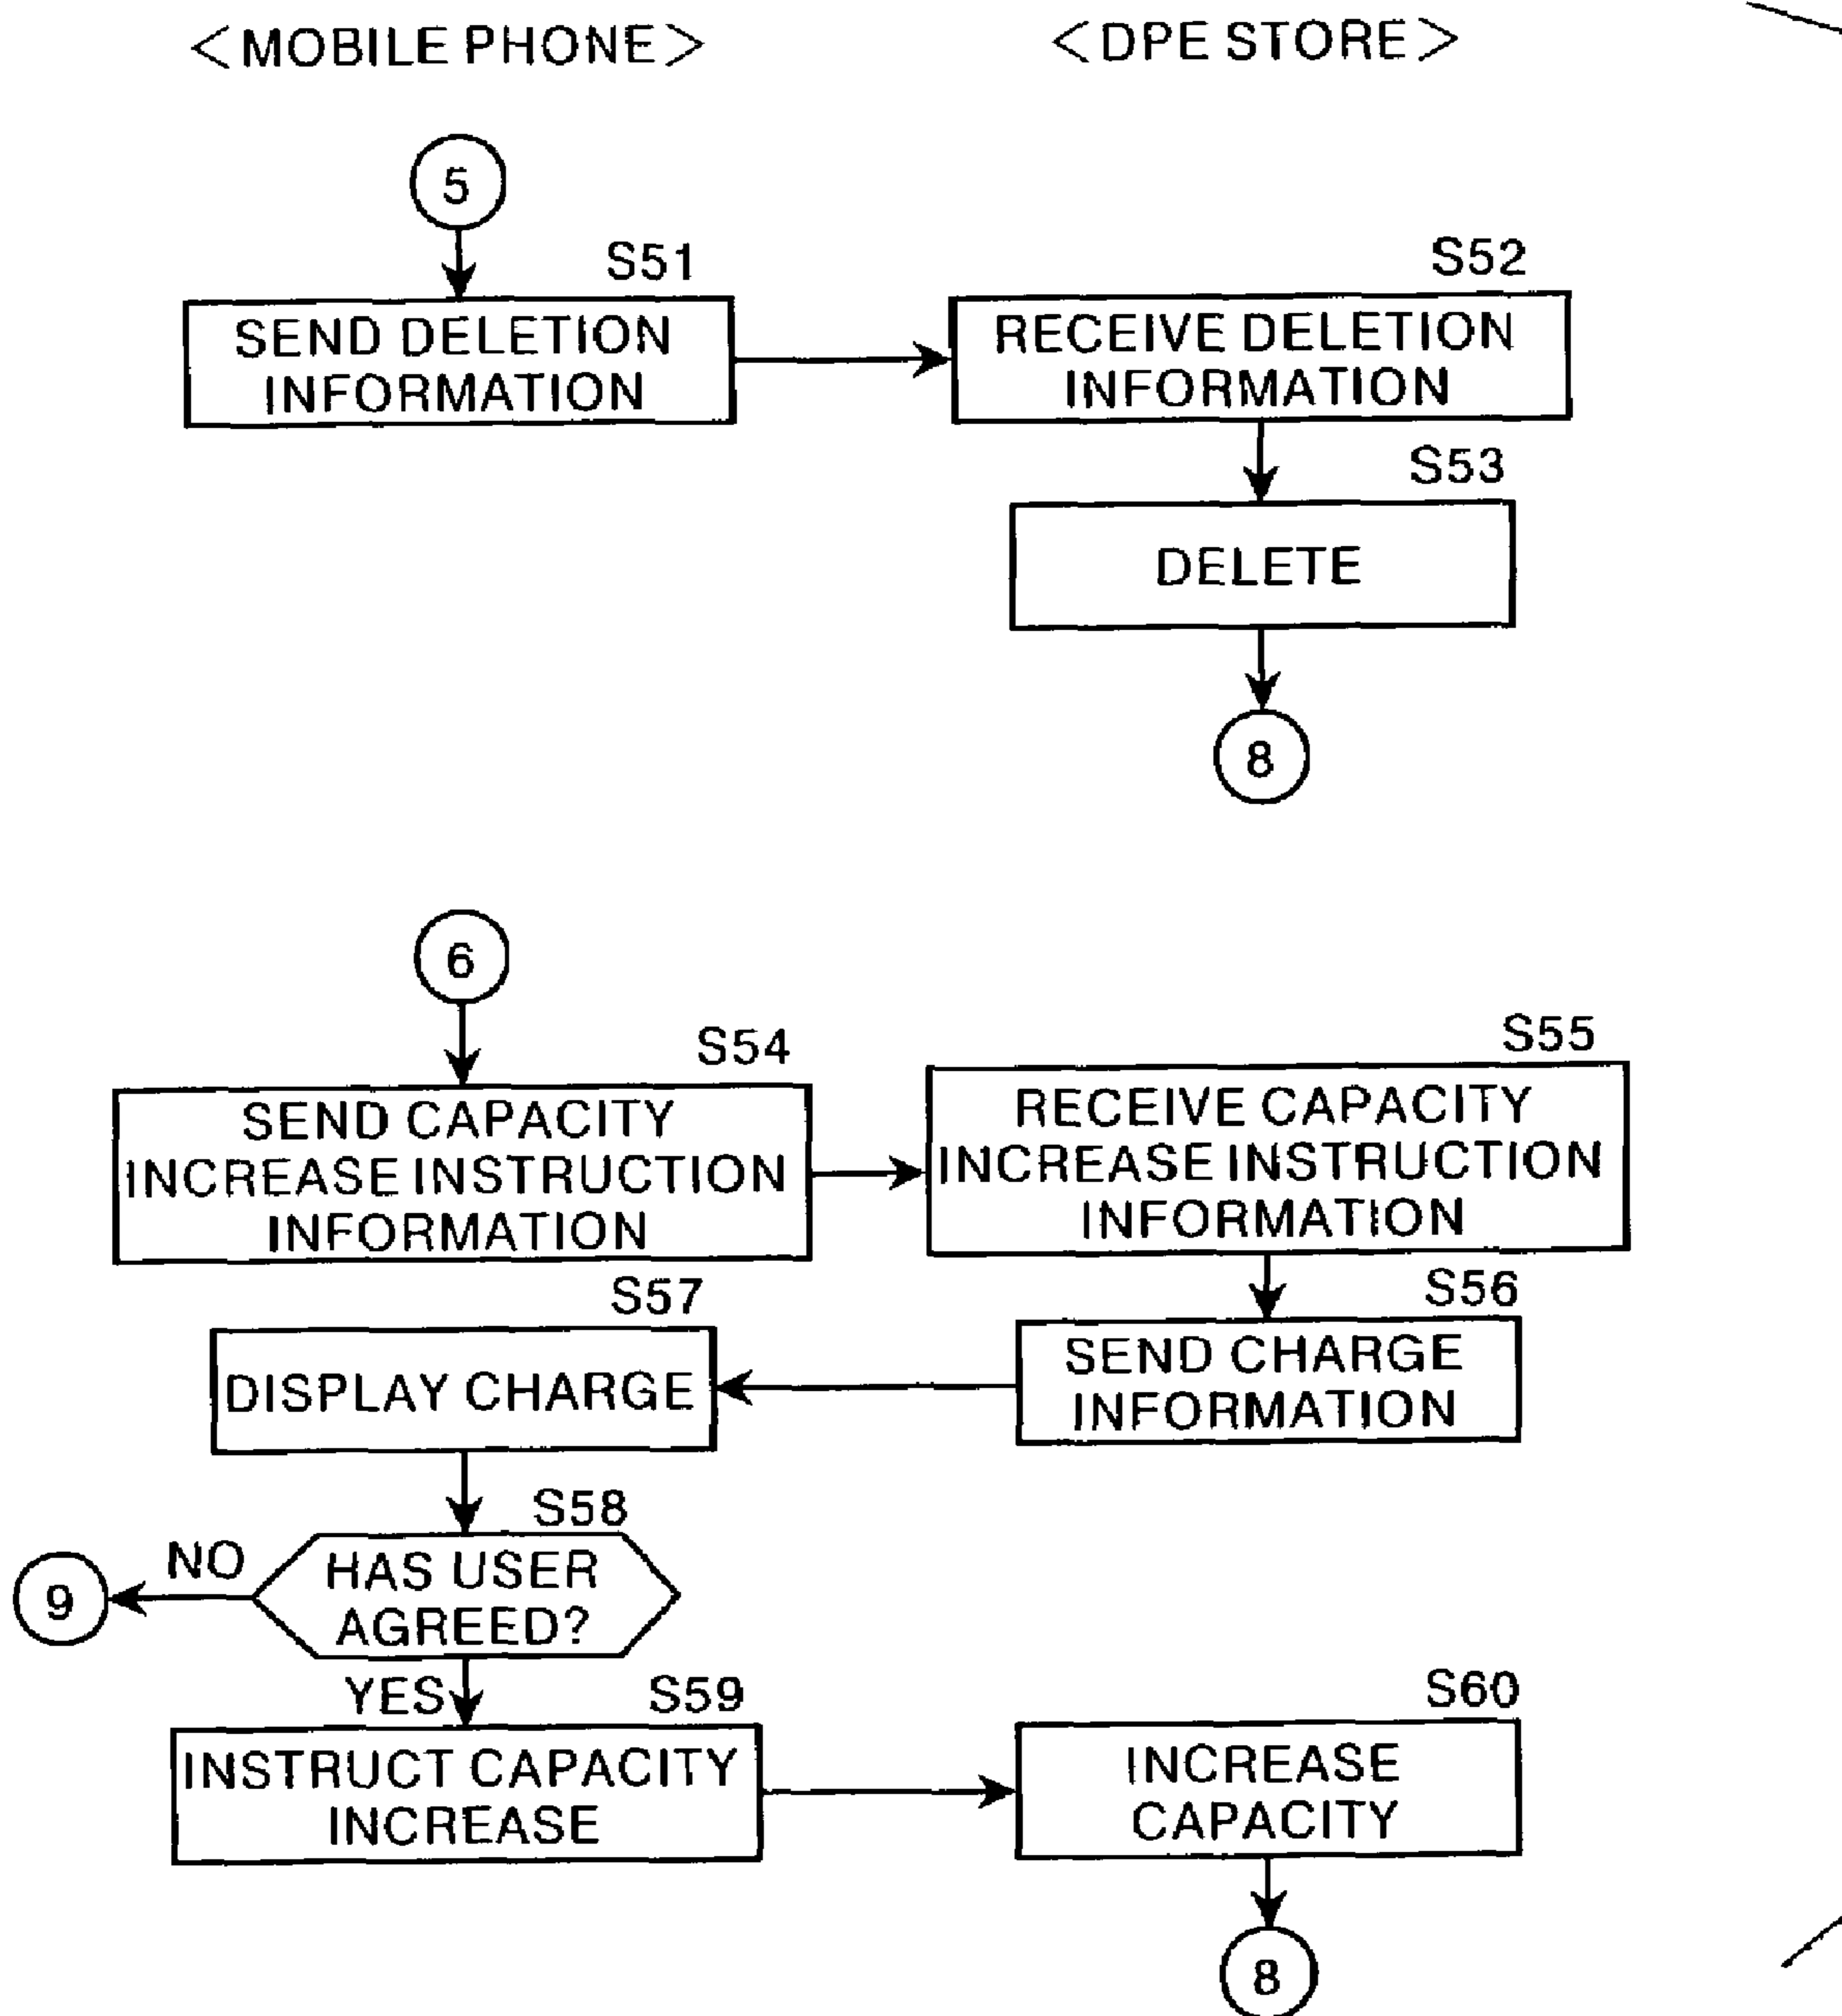 <MOBILE PHONE>
<DPE STORE>
5
S51
SEND DELETION
INFORMATION
S52
RECEIVE DELETION
INFORMATION
S53
DELETE
8
6
S54
SEND CAPACITY
INCREASE INSTRUCTION
INFORMATION
S55
RECEIVE CAPACITY
INCREASE INSTRUCTION
INFORMATION
S56
SEND CHARGE
INFORMATION
S57
DISPLAY CHARGE
S58
HAS USER
AGREED?
NO
9
YES
S59
INSTRUCT CAPACITY
INCREASE
S60
INCREASE
CAPACITY
8